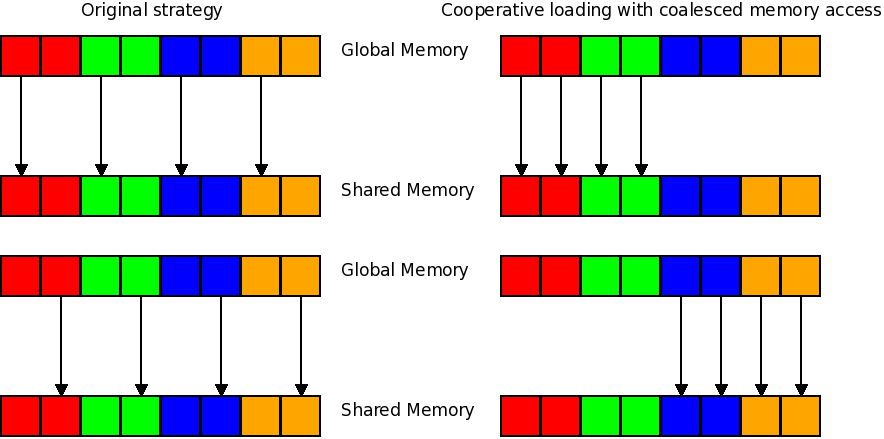 Original strategy
Cooperative loading with coalesced memory access
Global Memory
Shared Memory
Global Memory
Shared Memory